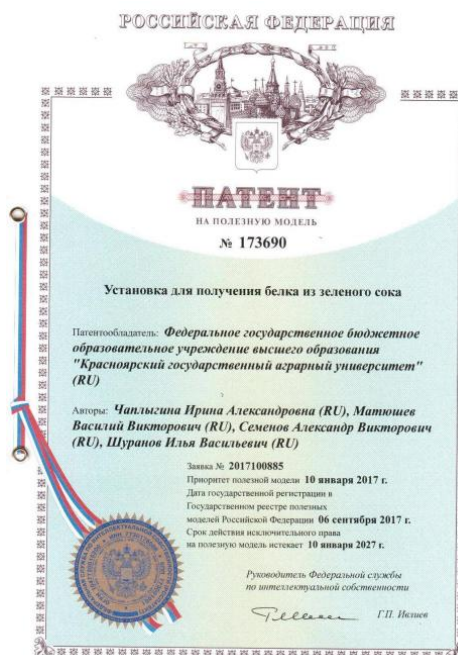 РОССИЙСКАЯ ФЕДЕРАЦИЯ
ПАТЕНТ
НА ПОЛЕЗНУЮ МОДЕЛЬ
№ 173690
Установка для получения белка из зеленого сока
Патентообладатель: Федеральное государственное бюджетное
образовательное учреждение высшего образования
"Красноярский государственный аграрный университет"
(RU)
Авторы: Чаплыгина Ирина Александровна (RU), Матюшев
Василий Викторович (RU), Семенов Александр Викторович
(RU), Шуранов Илья Васильевич (RU)
Заявка № 2017100885
Приоритет полезной модели 10 января 2017 г.
Дата государственной регистрации в
Государственном реестре полезных
моделей Российской Федерации 06 сентября 2017 г.
Срок действия исключительного права
на полезную модель истекает 10 января 2027 г.
Руководитель Федеральной службы
по интеллектуальной собственности
Г.П. Ивлиев